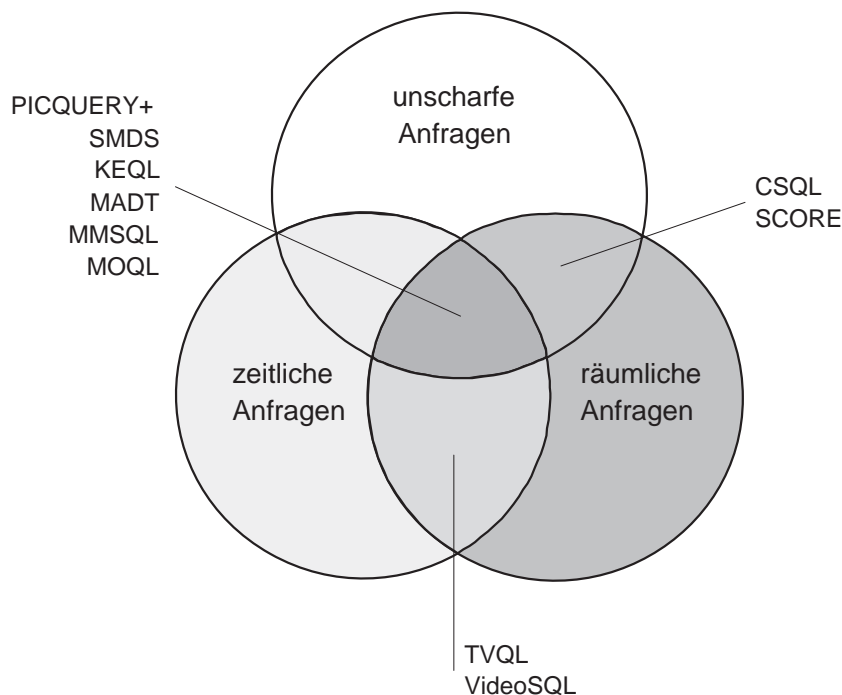 unscharfe
Anfragen
PICQUERY+
SMDS
KEQL
MADT
MMSQL
MOQL
CSQL
SCORE
zeitliche
Anfragen
räumliche
Anfragen
TVQL
VideoSQL